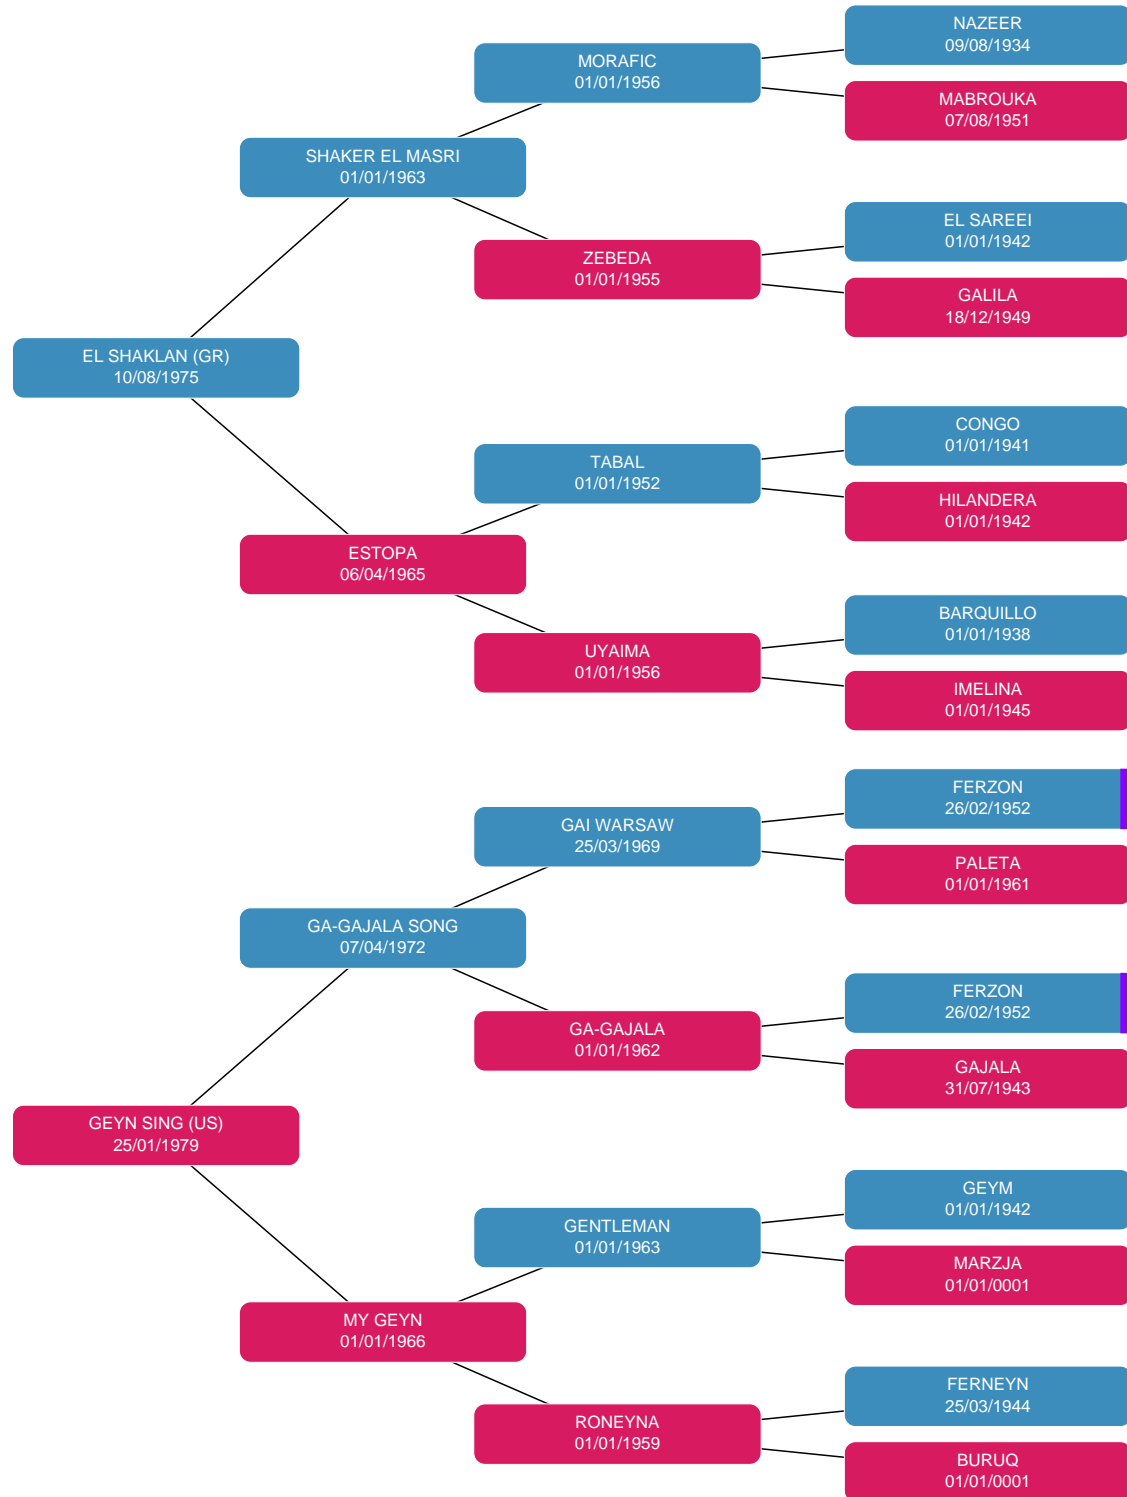 NAZEER
09/08/1934
MORAFIC
01/01/1956
MABROUKA
07/08/1951
SHAKER EL MASRI
01/01/1963
EL SAREEI
01/01/1942
ZEBEDA
01/01/1955
GALILA
18/12/1949
EL SHAKLAN (GR)
10/08/1975
CONGO
01/01/1941
TABAL
01/01/1952
HILANDERA
01/01/1942
ESTOPA
06/04/1965
BARQUILLO
01/01/1938
UYAIMA
01/01/1956
IMELINA
01/01/1945
FERZON
26/02/1952
GAI WARSAW
25/03/1969
PALETA
01/01/1961
GA-GAJALA SONG
07/04/1972
FERZON
26/02/1952
GA-GAJALA
01/01/1962
GAJALA
31/07/1943
GEYN SING (US)
25/01/1979
GEYM
01/01/1942
GENTLEMAN
01/01/1963
MARZJA
01/01/0001
MY GEYN
01/01/1966
FERNEYN
25/03/1944
RONEYNA
01/01/1959
BURUQ
01/01/0001